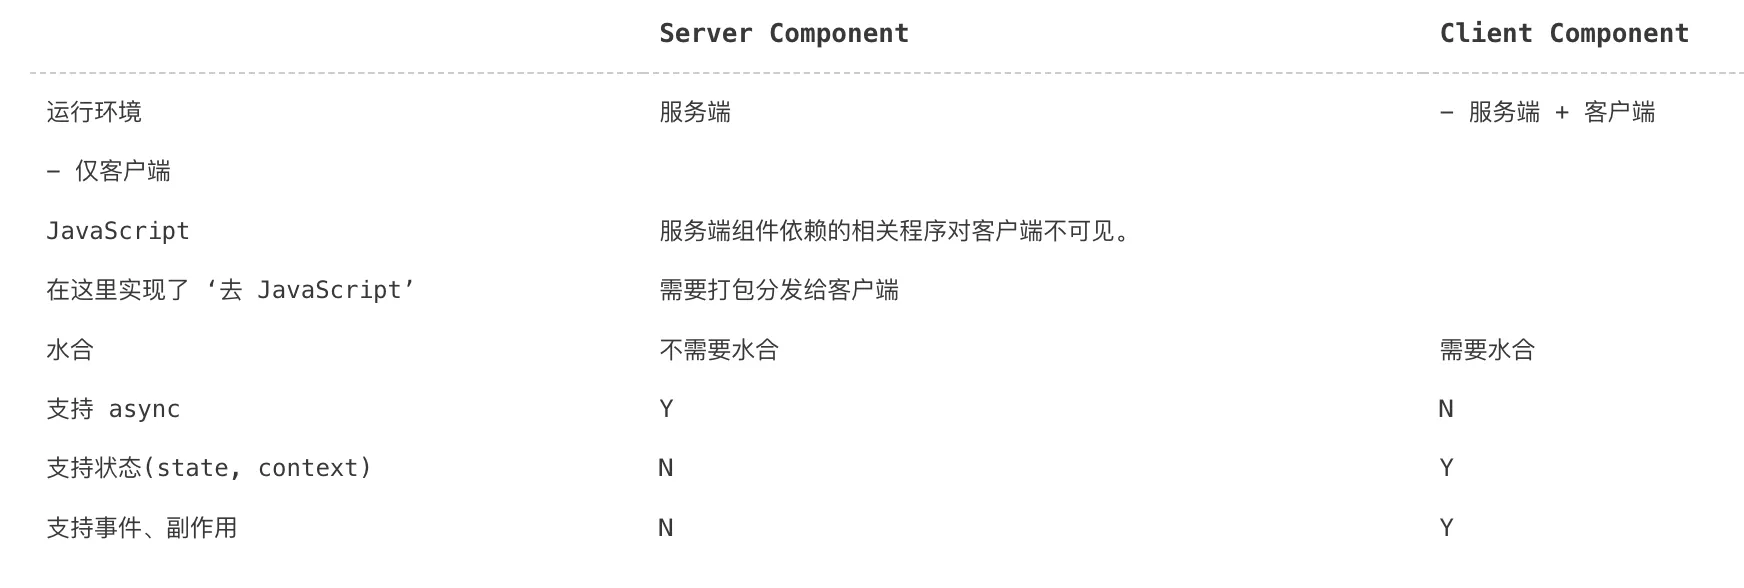 Server Component Client Component
运行环境 服务端 – 服务端 + 客户端
– 仅客户端
JavaScript 服务端组件依赖的相关程序对客户端不可见。
在这里实现了 ‘去 JavaScript’ 需要打包分发给客户端
水合 不需要水合 需要水合
支持 async Y N
支持状态(state, context) N Y
支持事件、副作用 N Y